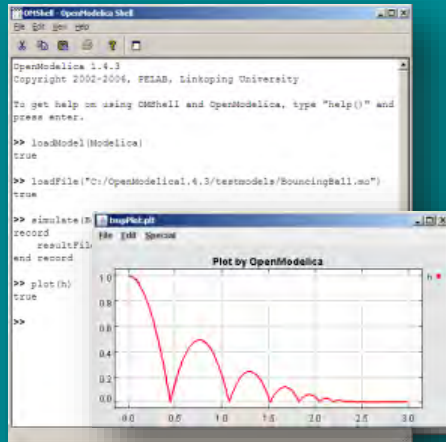 OMShell - OpenModelica Shell
File Edit View Help
OpenModelica 1.4.3
Copyright 2002-2006, PELAB, Linkoping University
To get help on using OMShell and OpenModelica, type "help()" and
press enter.
>> loadModel(Modelica)
true
>> loadFile("C:/OpenModelica1.4.3/testmodels/BouncingBall.mo")
true
>> simulate(B
record
resultFil
end record
>> plot(h)
true
>>
tmpPlot.plt
File Edit Special
Plot by OpenModelica
h
1.0
0.8
0.6
0.4
0.2
0.0
0.0 0.5 1.0 1.5 2.0 2.5 3.0